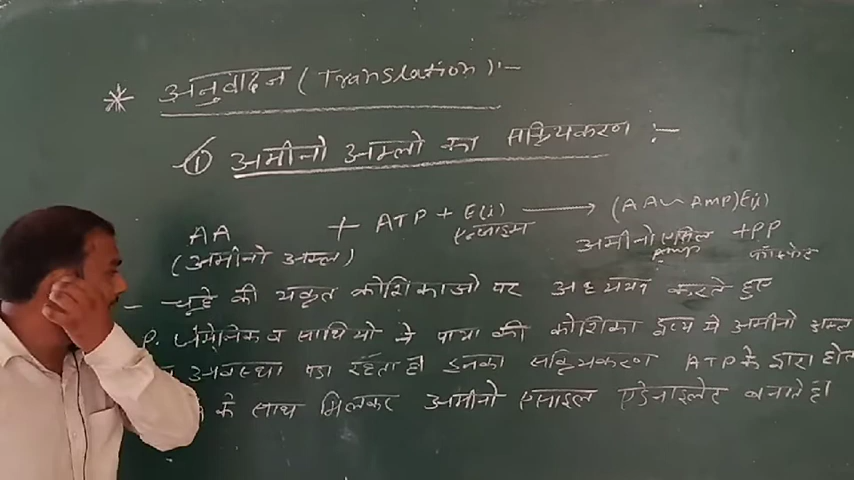 * अनुवादन (Translation) :-
① अमीनो अम्लो का सक्रियकरण :-
AA + ATP + E(i) ⟶ (AA~AMP)E(i)
(अमीनो अम्ल) एन्जाइम अमीनो एसिल +PP
फॉस्फेट
- चूहे की यकृत कोशिकाओ पर अध्ययन करते हुए
P. व साथियो ने पाया की कोशिका द्रव्य मे अमीनो अम्ल
अवस्था पडा रहता है। इनका सक्रियकरण ATP के द्वारा होता
के साथ मिलकर अमीनो एसाइल एडेनाइलेट बनाते है।